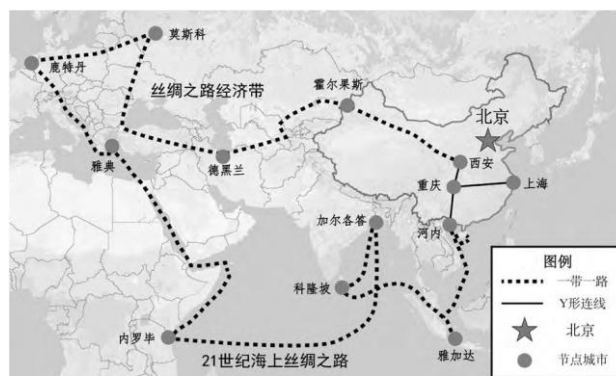 莫斯科
鹿特丹
丝绸之路经济带
霍尔果斯
北京
雅典
德黑兰
西安
重庆
上海
加尔各答
河内
科隆坡
内罗毕
雅加达
21世纪海上丝绸之路
图例
一带一路
Y形连线
北京
节点城市